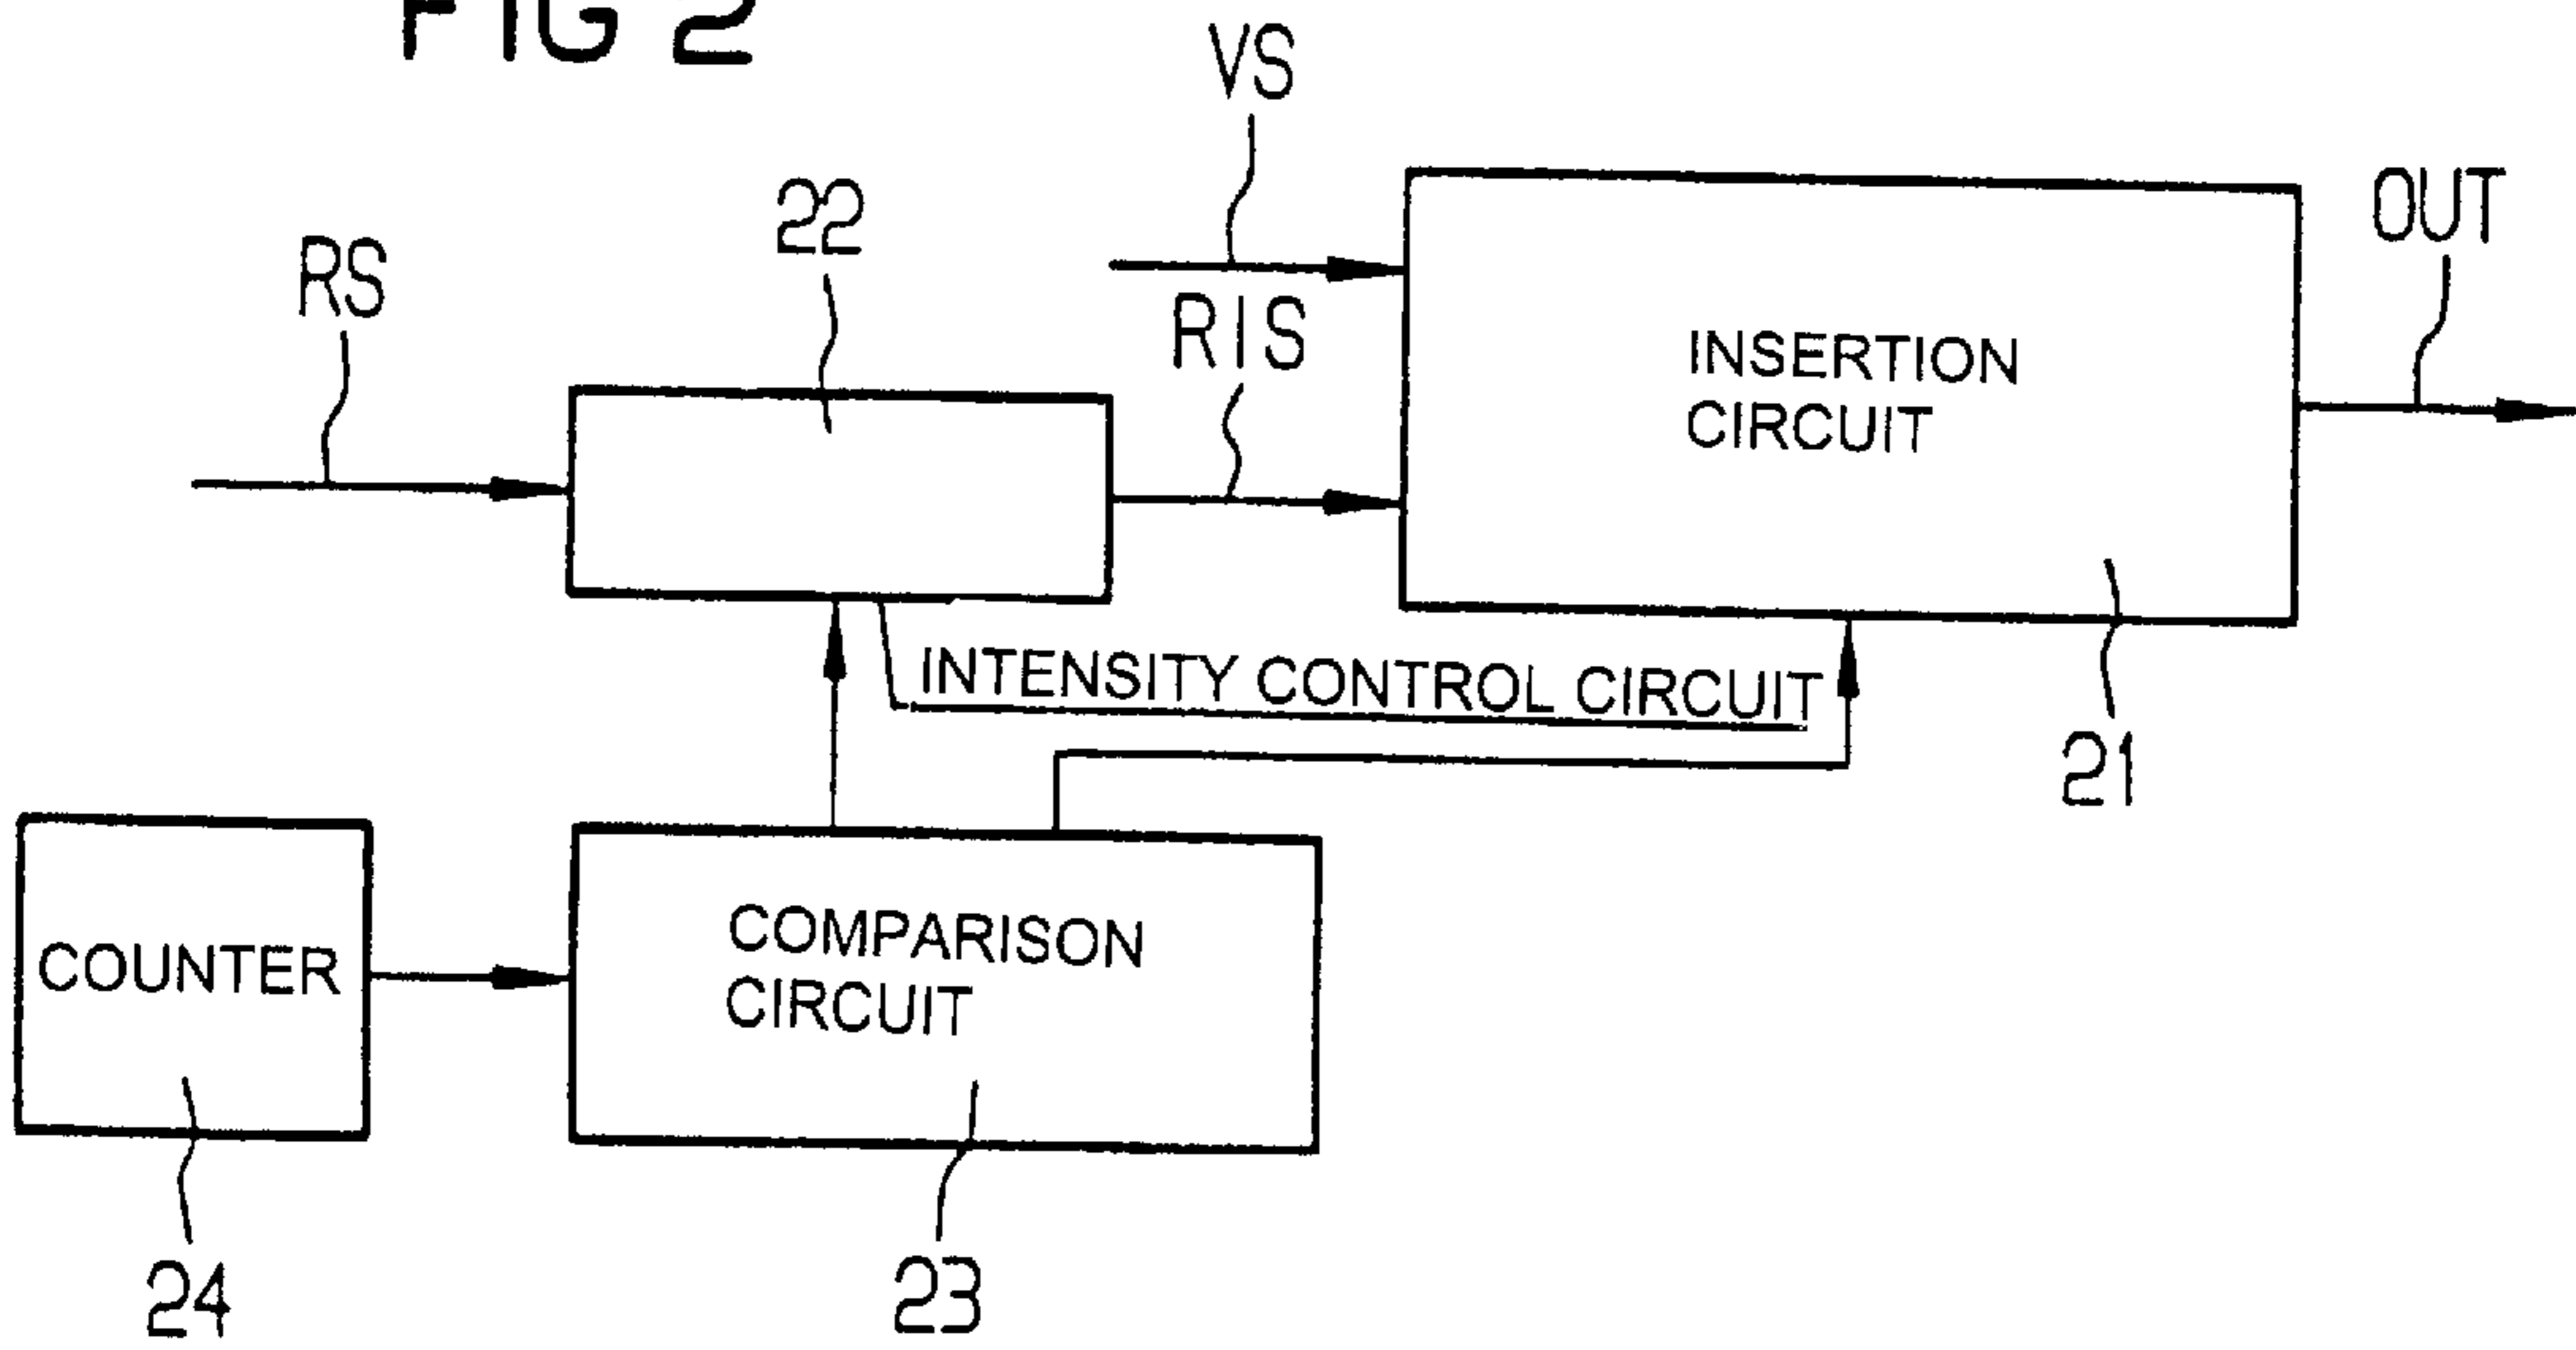 FIG 2
VS
OUT
22
RS
RIS
INSERTION
CIRCUIT
INTENSITY CONTROL CIRCUIT
21
COUNTER
COMPARISON
CIRCUIT
24
23